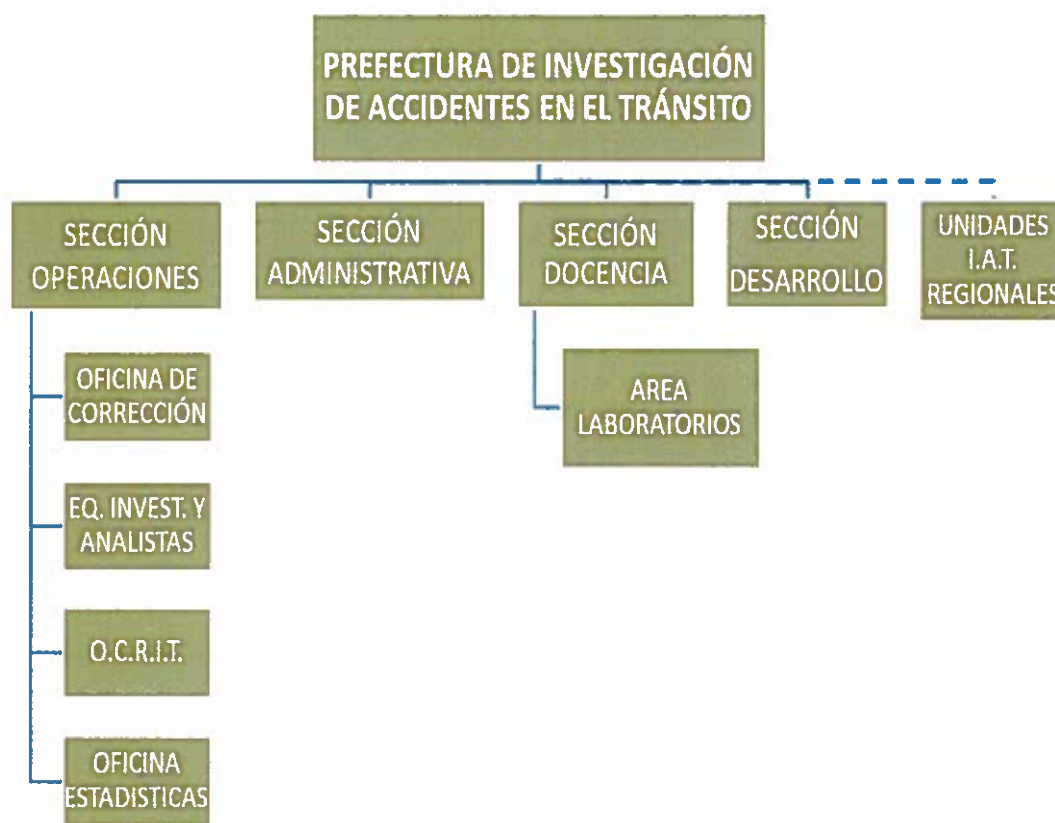 PREFECTURA DE INVESTIGACIÓN
DE ACCIDENTES EN EL TRÁNSITO
SECCIÓN
OPERACIONES
SECCIÓN
ADMINISTRATIVA
SECCIÓN
DOCENCIA
SECCIÓN
DESARROLLO
UNIDADES
I.A.T.
REGIONALES
OFICINA DE
CORRECCIÓN
EQ. INVEST. Y
ANALISTAS
O.C.R.I.T.
OFICINA
ESTADISTICAS
AREA
LABORATORIOS